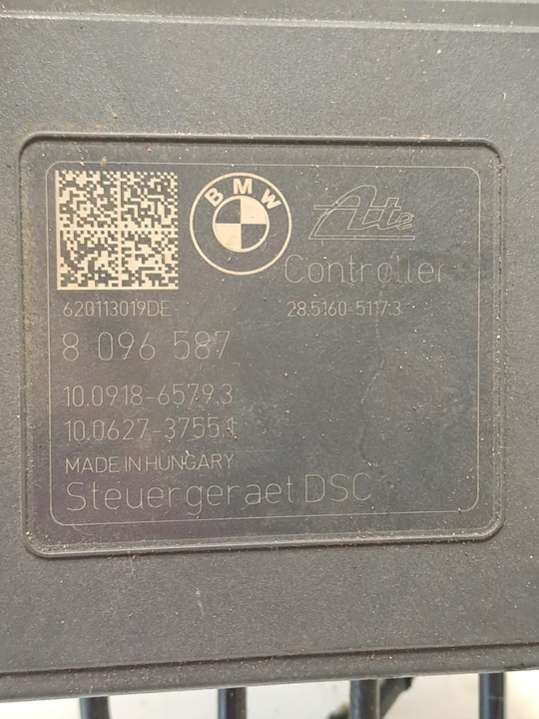 BMW
Ate
Controller
620113019DE
28.5160-5117.3
8 096 587
10.0918-6579.3
10.0627-3755.1
MADE IN HUNGARY
Steuergeraet DSC